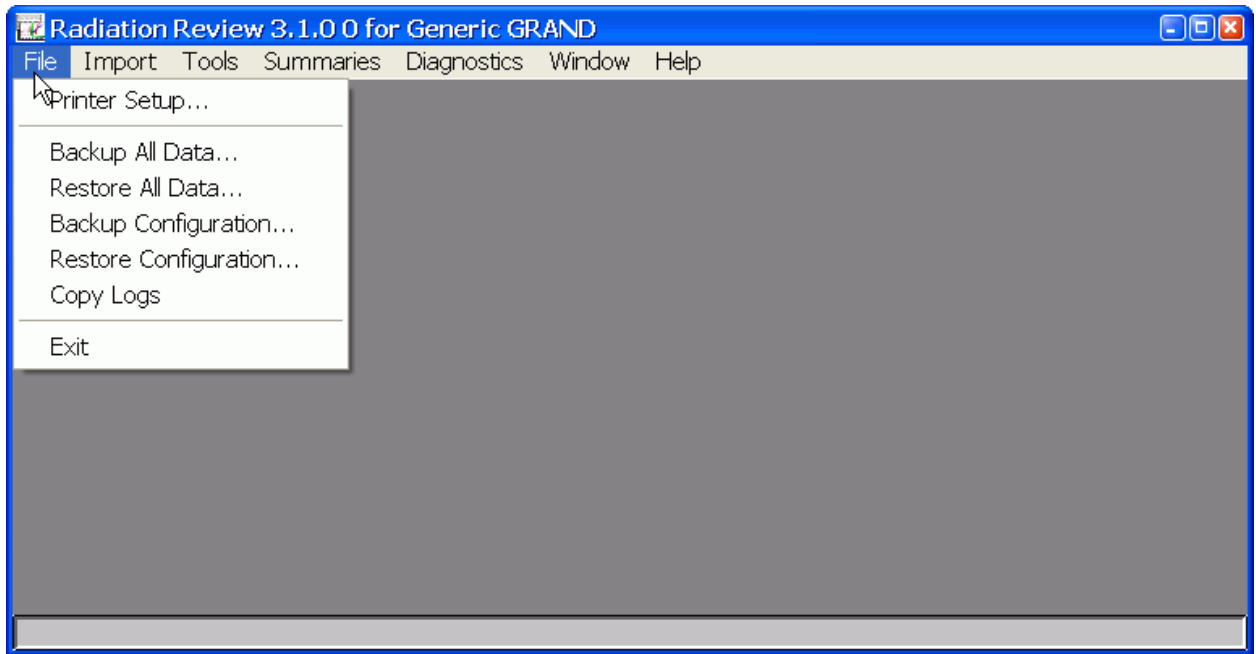 Radiation Review 3.1.0 0 for Generic GRAND
File Import Tools Summaries Diagnostics Window Help
Printer Setup...
Backup All Data...
Restore All Data...
Backup Configuration...
Restore Configuration...
Copy Logs
Exit